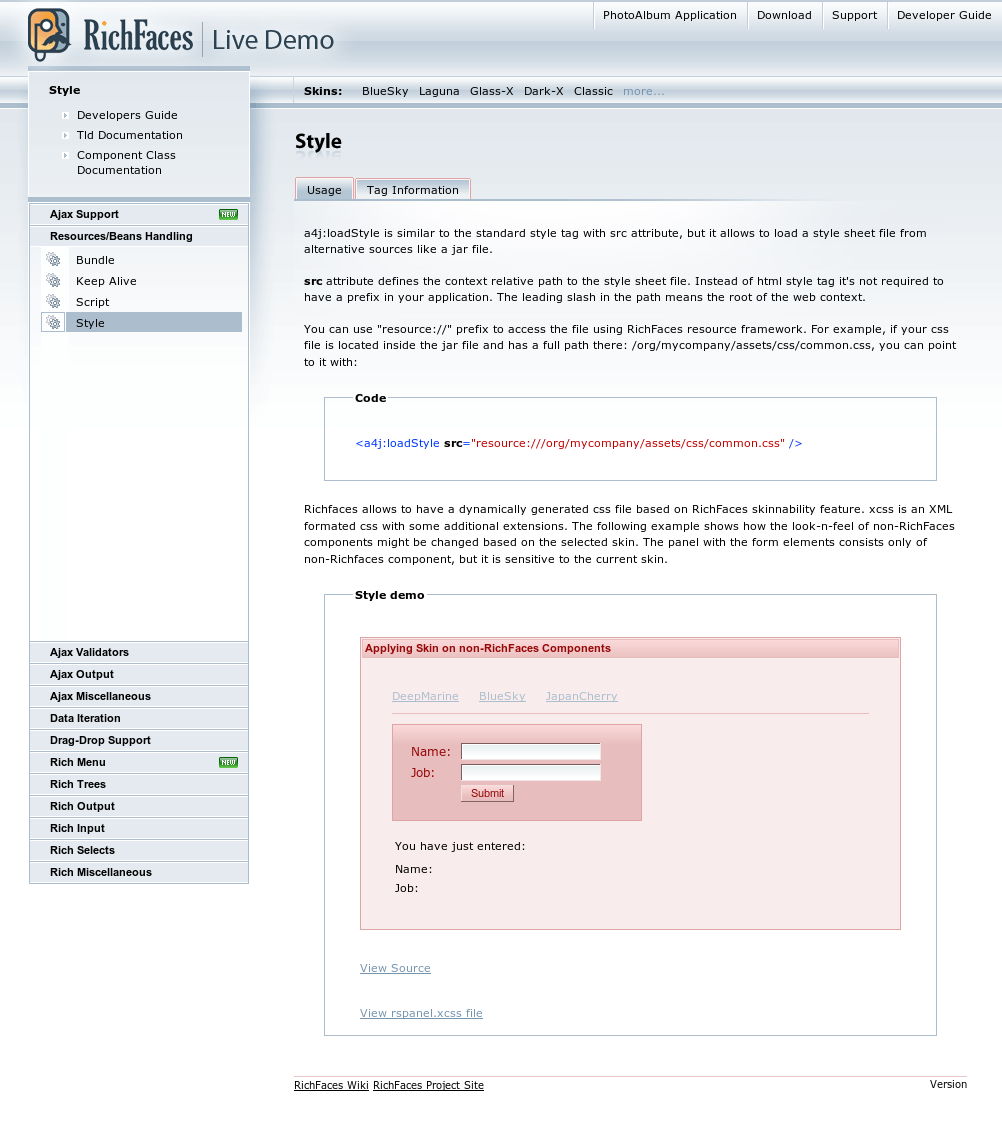 PhotoAlbum Application Download Support Developer Guide
RichFaces Live Demo
Skins: BlueSky Laguna Glass-X Dark-X Classic more...
Style
Developers Guide
Tld Documentation
Component Class
Documentation
Ajax Support NEW
Resources/Beans Handling
Bundle
Keep Alive
Script
Style
Ajax Validators
Ajax Output
Ajax Miscellaneous
Data Iteration
Drag-Drop Support
Rich Menu NEW
Rich Trees
Rich Output
Rich Input
Rich Selects
Rich Miscellaneous
Style
Usage Tag Information
a4j:loadStyle is similar to the standard style tag with src attribute, but it allows to load a style sheet file from
alternative sources like a jar file.
src attribute defines the context relative path to the style sheet file. Instead of html style tag it's not required to
have a prefix in your application. The leading slash in the path means the root of the web context.
You can use "resource://" prefix to access the file using RichFaces resource framework. For example, if your css
file is located inside the jar file and has a full path there: /org/mycompany/assets/css/common.css, you can point
to it with:
Code
<a4j:loadStyle src="resource:///org/mycompany/assets/css/common.css" />
Richfaces allows to have a dynamically generated css file based on RichFaces skinnability feature. xcss is an XML
formated css with some additional extensions. The following example shows how the look-n-feel of non-RichFaces
components might be changed based on the selected skin. The panel with the form elements consists only of
non-Richfaces component, but it is sensitive to the current skin.
Style demo
Applying Skin on non-RichFaces Components
DeepMarine BlueSky JapanCherry
Name:
Job:
Submit
You have just entered:
Name:
Job:
View Source
View rspanel.xcss file
RichFaces Wiki RichFaces Project Site Version